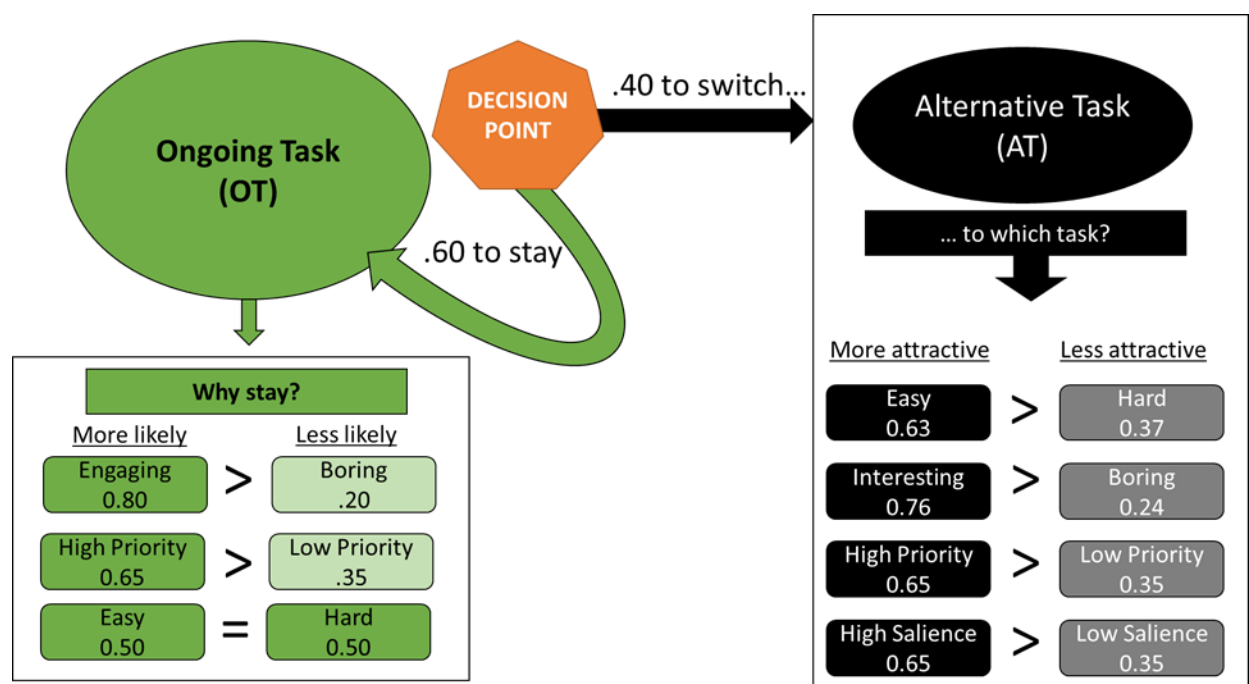 Ongoing Task
(OT)
DECISION
POINT
.40 to switch…
.60 to stay
Why stay?
More likely
Less likely
Engaging
0.80
>
Boring
.20
High Priority
0.65
>
Low Priority
.35
Easy
0.50
=
Hard
0.50
Alternative Task
(AT)
… to which task?
More attractive
Less attractive
Easy
0.63
>
Hard
0.37
Interesting
0.76
>
Boring
0.24
High Priority
0.65
>
Low Priority
0.35
High Salience
0.65
>
Low Salience
0.35